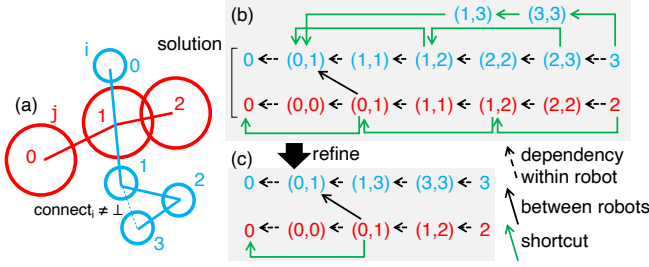 (a)
i
0
solution
j
1
2
0
1
2
3
connectᵢ ≠ ⊥
(b)
(1,3) (3,3)
0 (0,1) (1,1) (1,2) (2,2) (2,3) 3
0 (0,0) (0,1) (1,1) (1,2) (2,2) 2
refine
(c)
0 (0,1) (1,3) (3,3) 3
0 (0,0) (0,1) (1,2) 2
dependency
within robot
between robots
shortcut